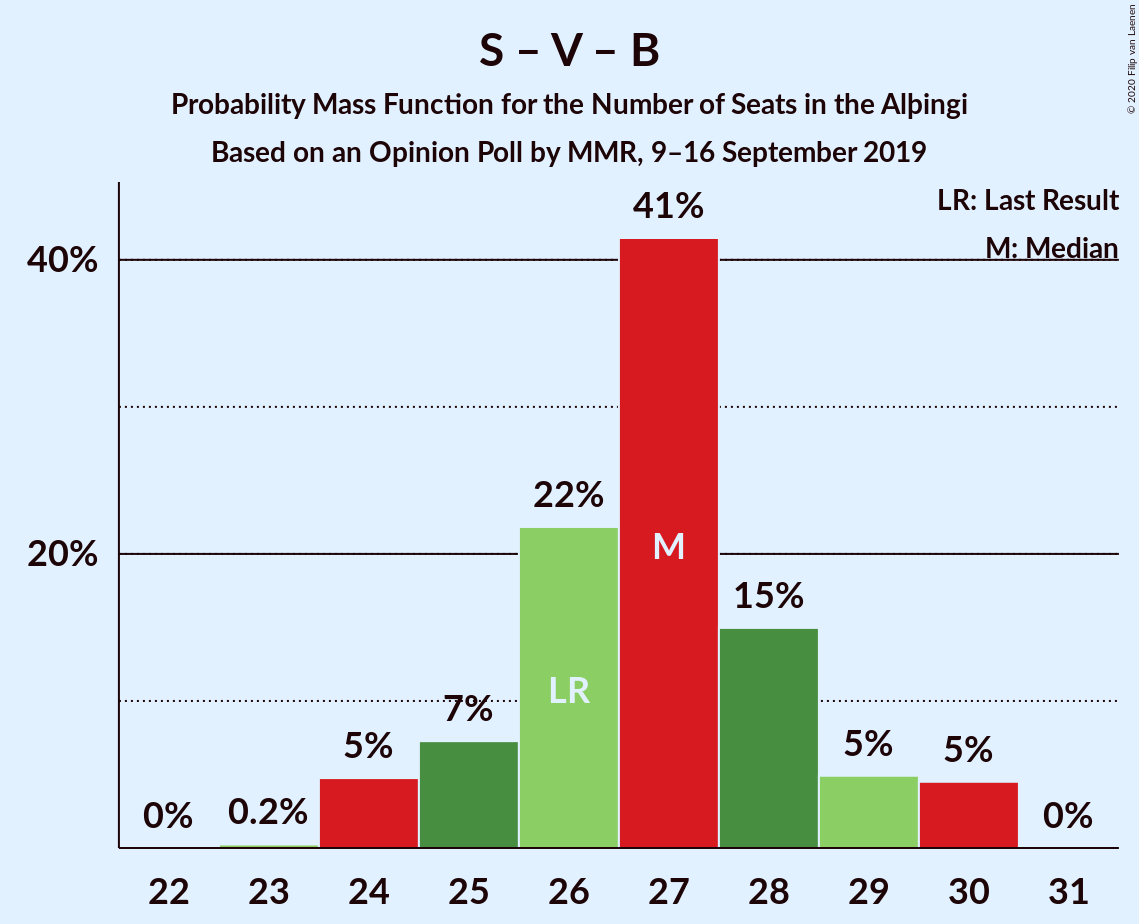 S – V – B
Probability Mass Function for the Number of Seats in the Alþingi
Based on an Opinion Poll by MMR, 9–16 September 2019
© 2020 Filip van Laenen
LR: Last Result
M: Median
40%
20%
0%
0.2%
5%
7%
22%
41%
15%
5%
5%
0%
LR
M
22 23 24 25 26 27 28 29 30 31